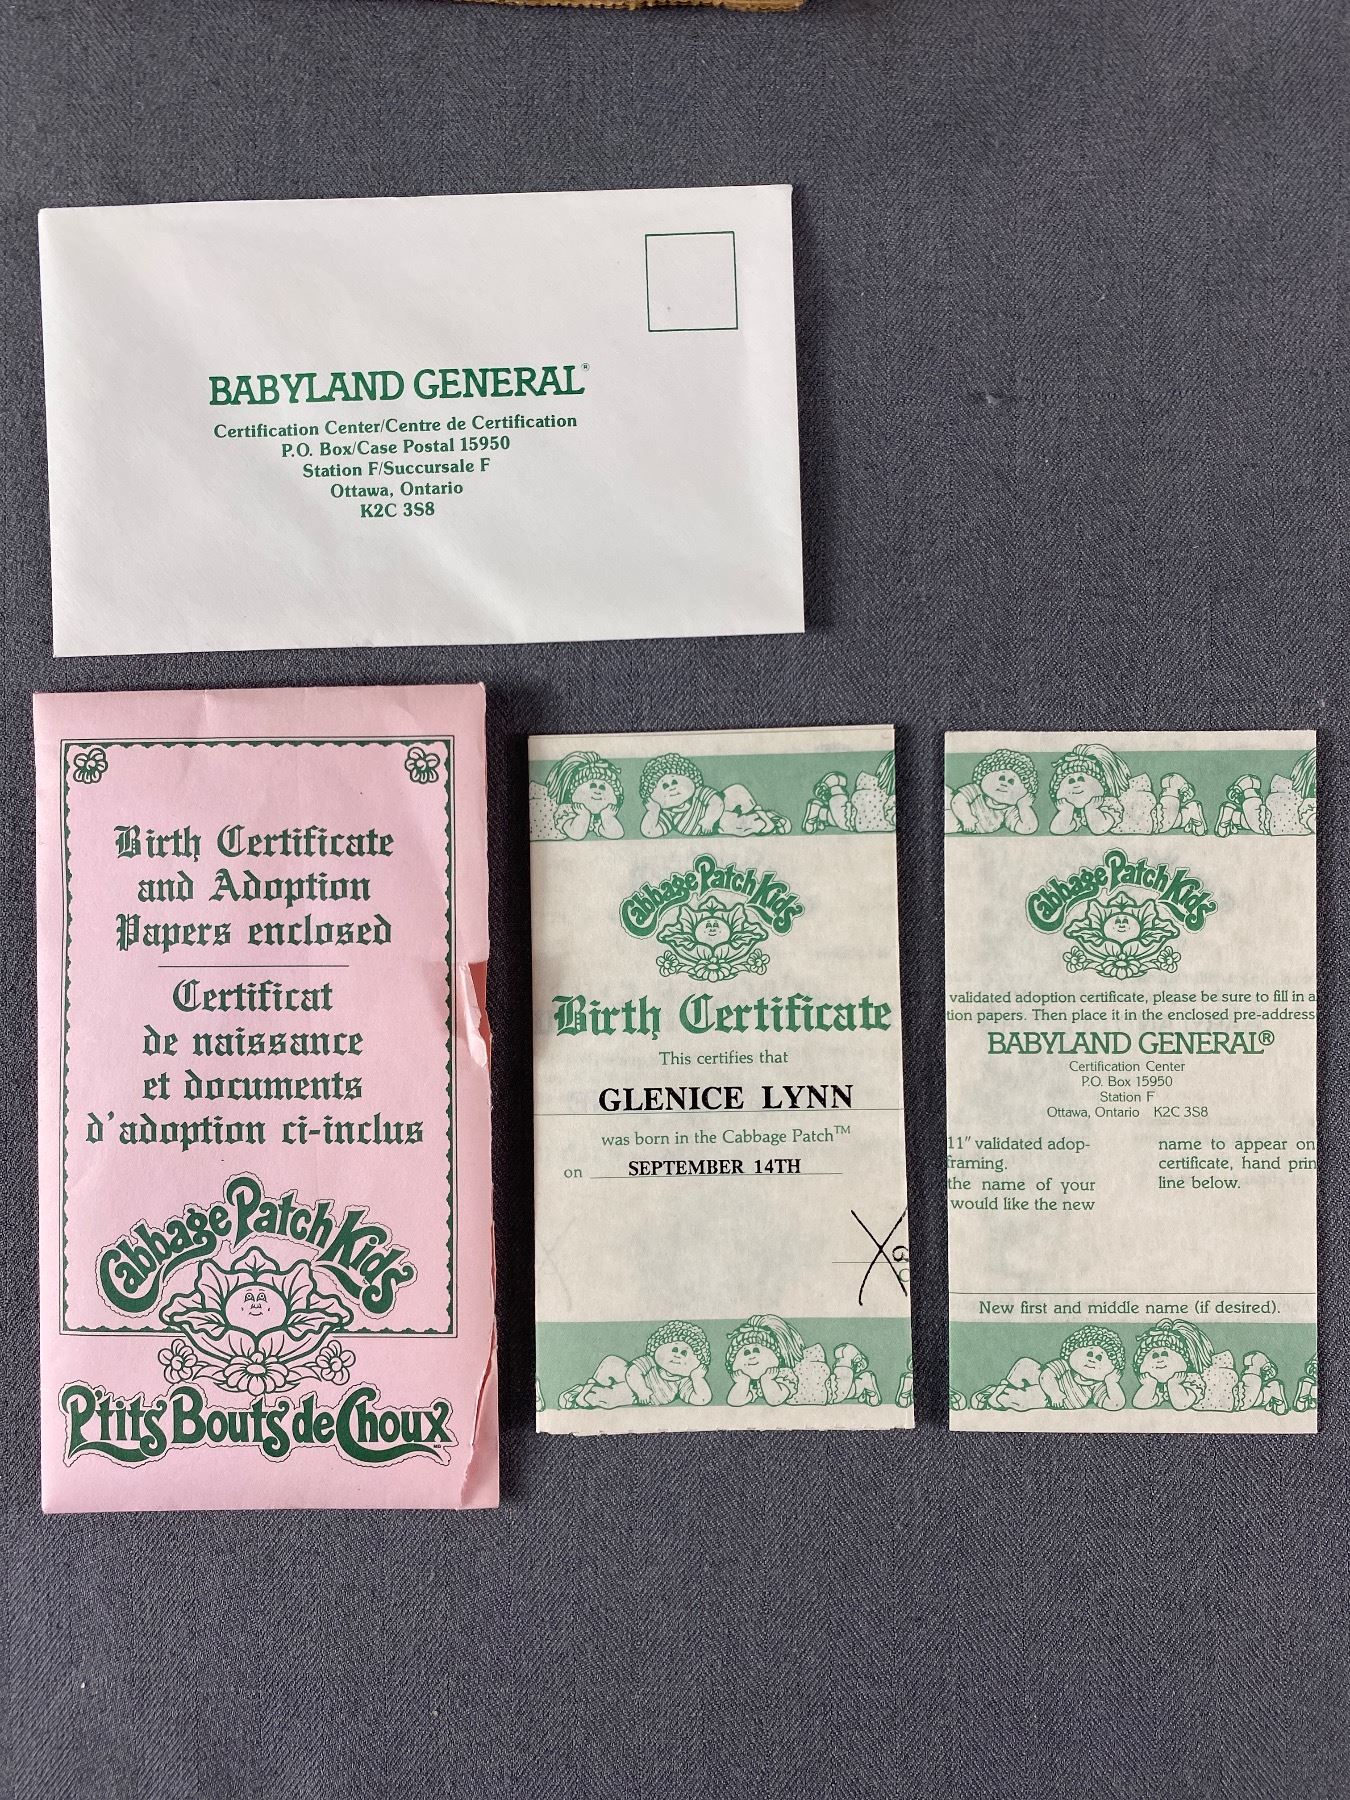 BABYLAND GENERAL®
Certification Center/Centre de Certification
P.O. Box/Case Postal 15950
Station F/Succursale F
Ottawa, Ontario
K2C 3S8
Birth Certificate
and Adoption
Papers enclosed
Certificat
de naissance
et documents
d'adoption ci-inclus
Cabbage Patch Kids
P'tits Bouts de Choux
Cabbage Patch Kids
Birth Certificate
This certifies that
GLENICE LYNN
was born in the Cabbage Patch™
on SEPTEMBER 14TH
Cabbage Patch Kids
validated adoption certificate, please be sure to fill in a
tion papers. Then place it in the enclosed pre-address
BABYLAND GENERAL®
Certification Center
P.O. Box 15950
Station F
Ottawa, Ontario K2C 3S8
11" validated adop-
framing.
the name of your
would like the new
name to appear on
certificate, hand prin
line below.
New first and middle name (if desired).